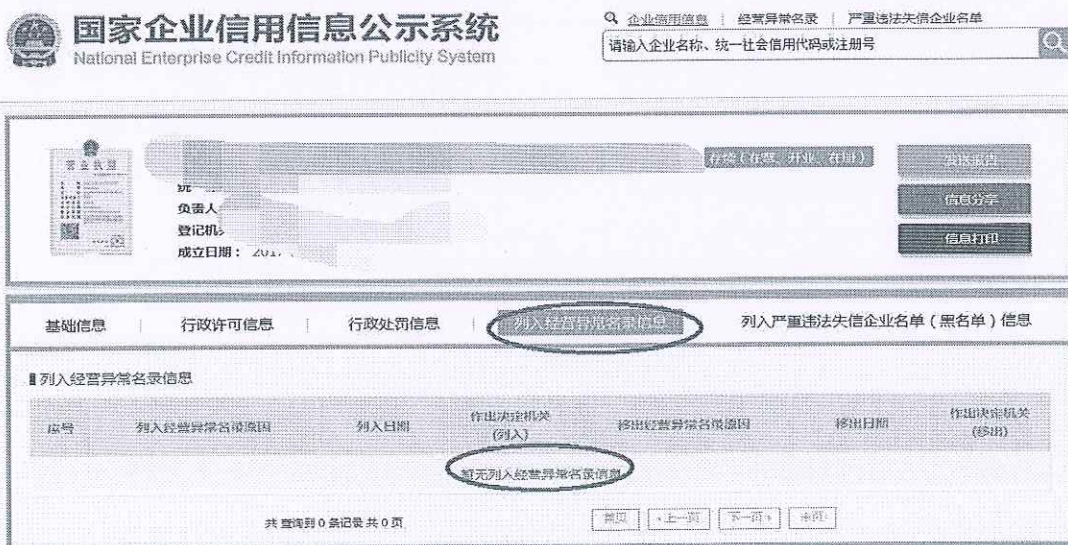 国家企业信用信息公示系统
National Enterprise Credit Information Publicity System
企业信用信息 | 经营异常名录 | 严重违法失信企业名单
请输入企业名称、统一社会信用代码或注册号
营业执照
存续（在营、开业、在册）
发送报告
信息分享
信息打印
统一
负责人
登记机
成立日期： 201
基础信息 | 行政许可信息 | 行政处罚信息 | 列入经营异常名录信息 列入严重违法失信企业名单（黑名单）信息
列入经营异常名录信息
序号 列入经营异常名录原因 列入日期 作出决定机关(列入) 移出经营异常名录原因 移出日期 作出决定机关(移出)
暂无列入经营异常名录信息
共 查询到 0 条记录 共 0 页
首页 上一页 下一页 末页